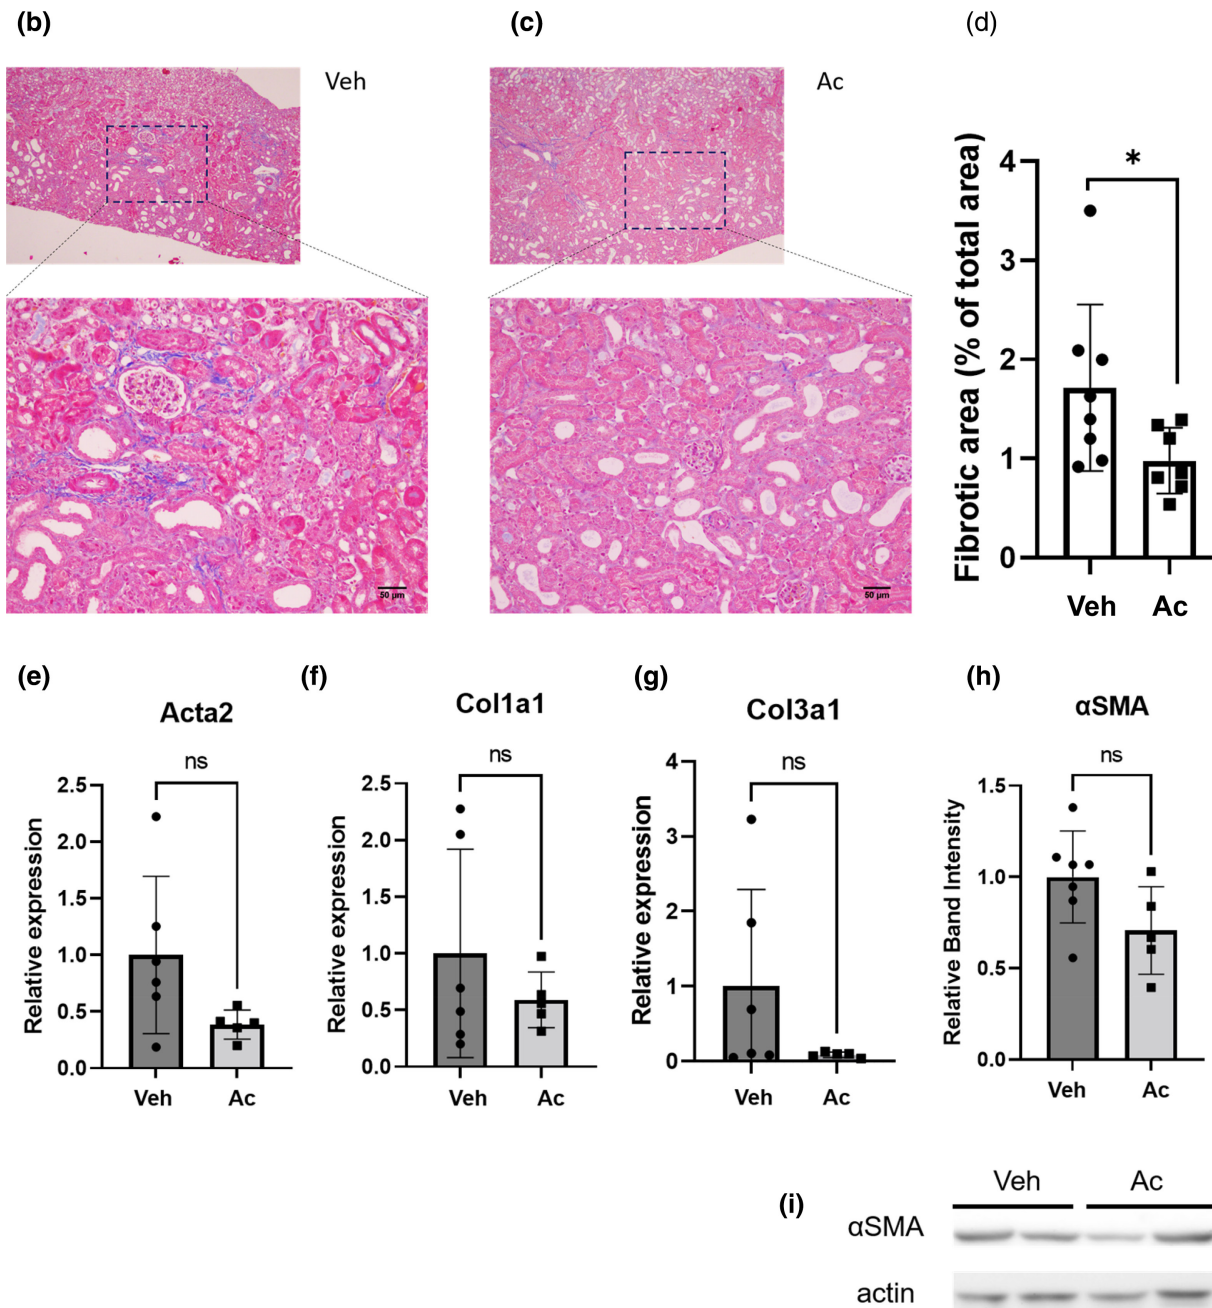 (b)
Veh
(c)
Ac
(d)
50 µm
50 µm
Fibrotic area (% of total area)
4
3
2
1
0
*
Veh
Ac
(e)
Acta2
ns
Relative expression
2.5
2.0
1.5
1.0
0.5
0.0
Veh
Ac
(f)
Col1a1
ns
Relative expression
2.5
2.0
1.5
1.0
0.5
0.0
Veh
Ac
(g)
Col3a1
ns
Relative expression
4
3
2
1
0
Veh
Ac
(h)
αSMA
ns
Relative Band Intensity
1.5
1.0
0.5
0.0
Veh
Ac
(i)
Veh
Ac
αSMA
actin